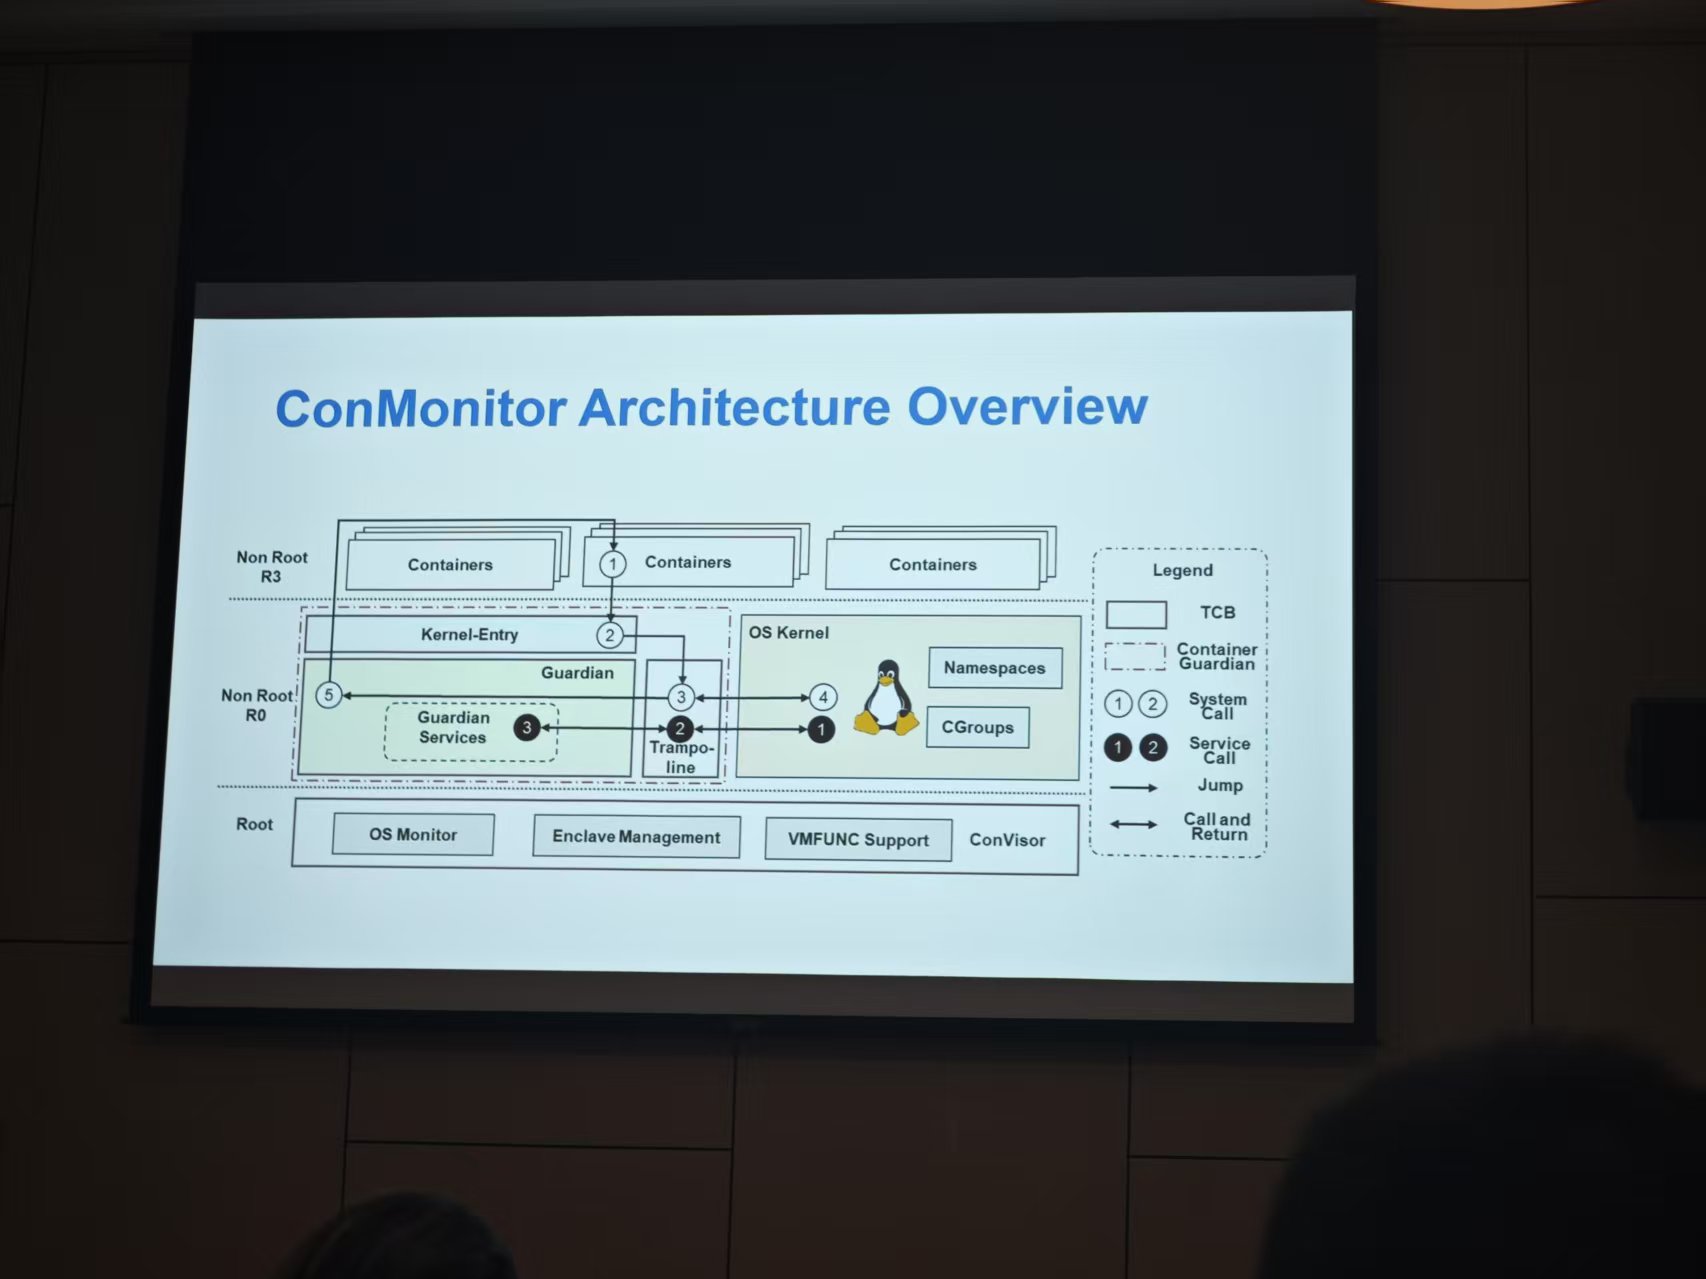 ConMonitor Architecture Overview
Non Root
R3
Containers
1
Containers
Containers
Kernel-Entry
2
Non Root
R0
Guardian
5
3
4
Guardian
Services
3
2
1
Trampo-
line
OS Kernel
Namespaces
CGroups
Root
OS Monitor
Enclave Management
VMFUNC Support
ConVisor
Legend
TCB
Container
Guardian
1 2 System
Call
1 2 Service
Call
Jump
Call and
Return